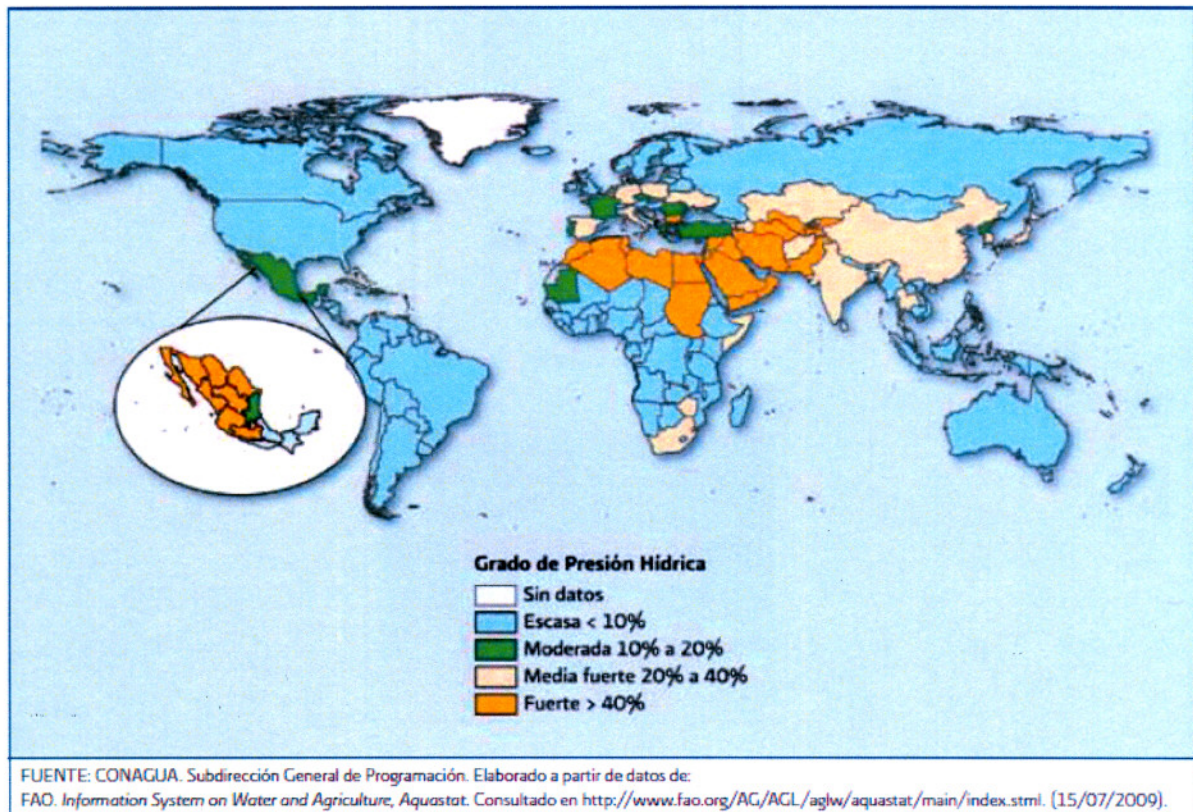 Grado de Presión Hídrica
Sin datos
Escasa < 10%
Moderada 10% a 20%
Media fuerte 20% a 40%
Fuerte > 40%
FUENTE: CONAGUA. Subdirección General de Programación. Elaborado a partir de datos de:
FAO. Information System on Water and Agriculture, Aquastat. Consultado en http://www.fao.org/AG/AGL/aglw/aquastat/main/index.stml. (15/07/2009).